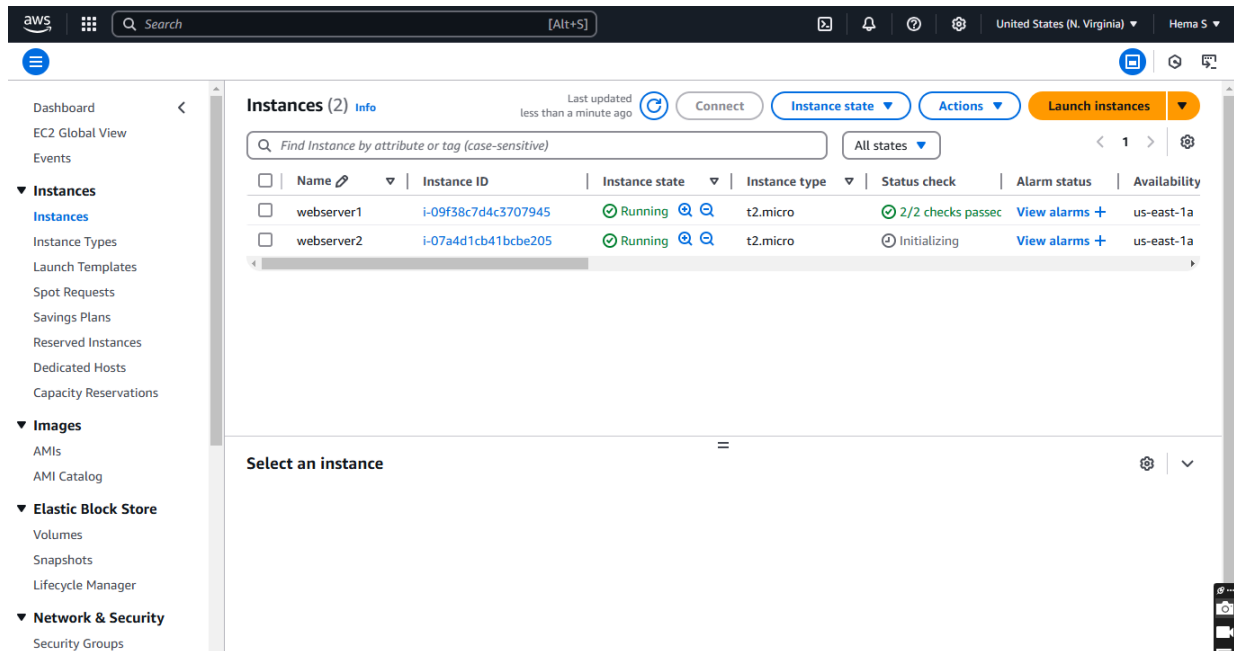 aws Search [Alt+S] United States (N. Virginia) Hema S
Dashboard
EC2 Global View
Events
Instances
Instances
Instance Types
Launch Templates
Spot Requests
Savings Plans
Reserved Instances
Dedicated Hosts
Capacity Reservations
Images
AMIs
AMI Catalog
Elastic Block Store
Volumes
Snapshots
Lifecycle Manager
Network & Security
Security Groups
Instances (2) Info
Last updated
less than a minute ago
Connect Instance state Actions Launch instances
Find Instance by attribute or tag (case-sensitive) All states 1
Name Instance ID Instance state Instance type Status check Alarm status Availability
webserver1 i-09f38c7d4c3707945 Running t2.micro 2/2 checks passec View alarms + us-east-1a
webserver2 i-07a4d1cb41bcbe205 Running t2.micro Initializing View alarms + us-east-1a
Select an instance